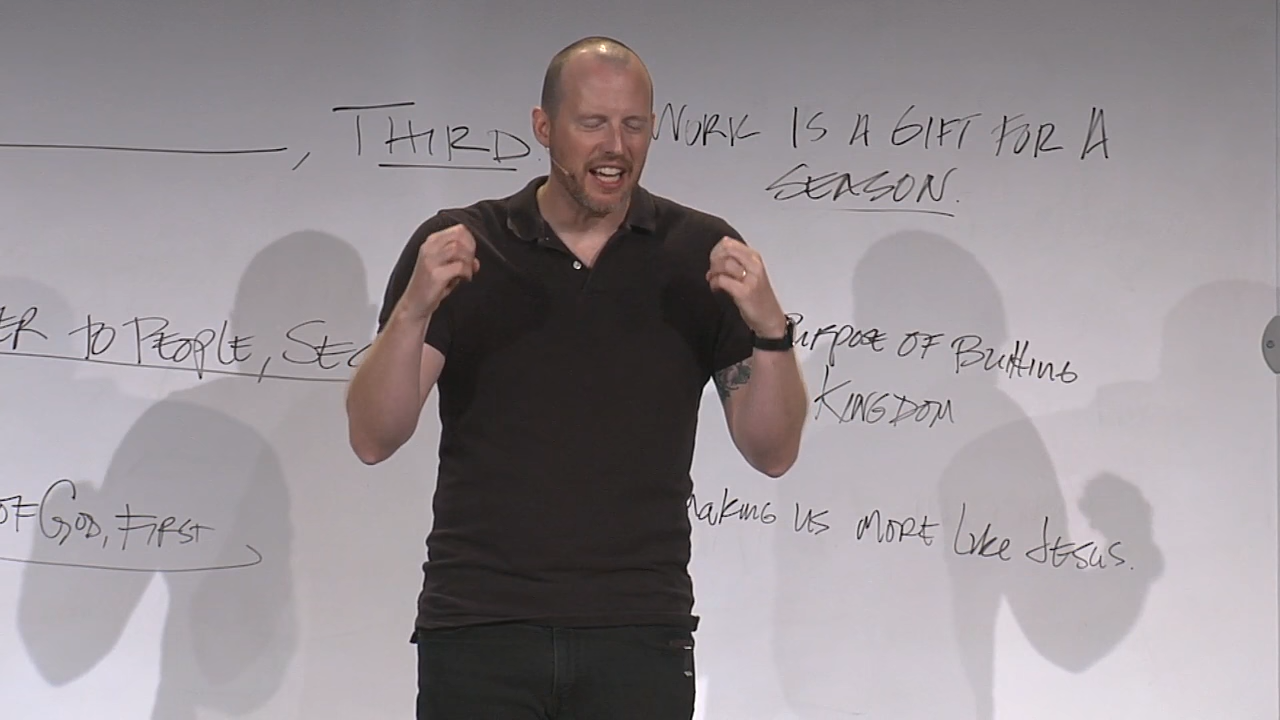 , THIRD. WORK IS A GIFT FOR A
SEASON.
ER TO PEOPLE, SEC
PURPOSE OF BUILDING
KINGDOM
OF GOD, FIRST
MAKING US MORE LIKE JESUS.